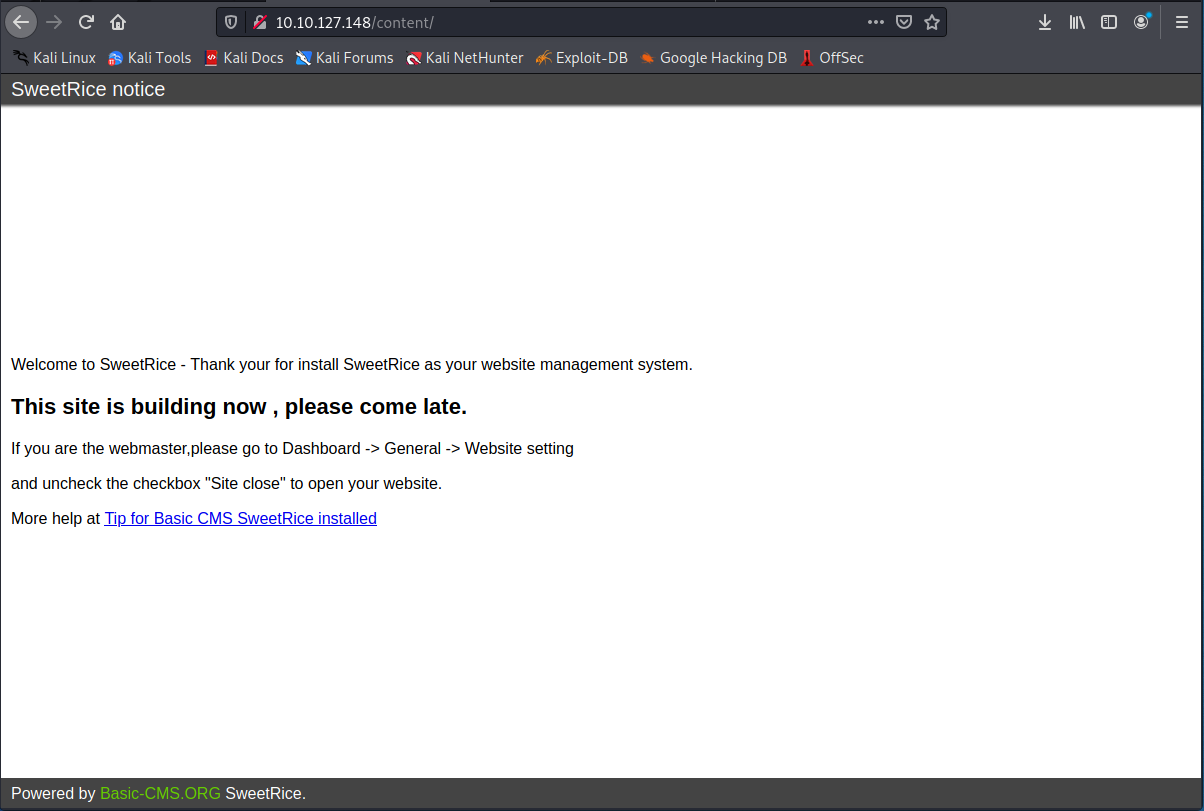 10.10.127.148/content/
Kali Linux Kali Tools Kali Docs Kali Forums Kali NetHunter Exploit-DB Google Hacking DB OffSec
SweetRice notice
Welcome to SweetRice - Thank your for install SweetRice as your website management system.
This site is building now , please come late.
If you are the webmaster,please go to Dashboard -> General -> Website setting
and uncheck the checkbox "Site close" to open your website.
More help at Tip for Basic CMS SweetRice installed
Powered by Basic-CMS.ORG SweetRice.